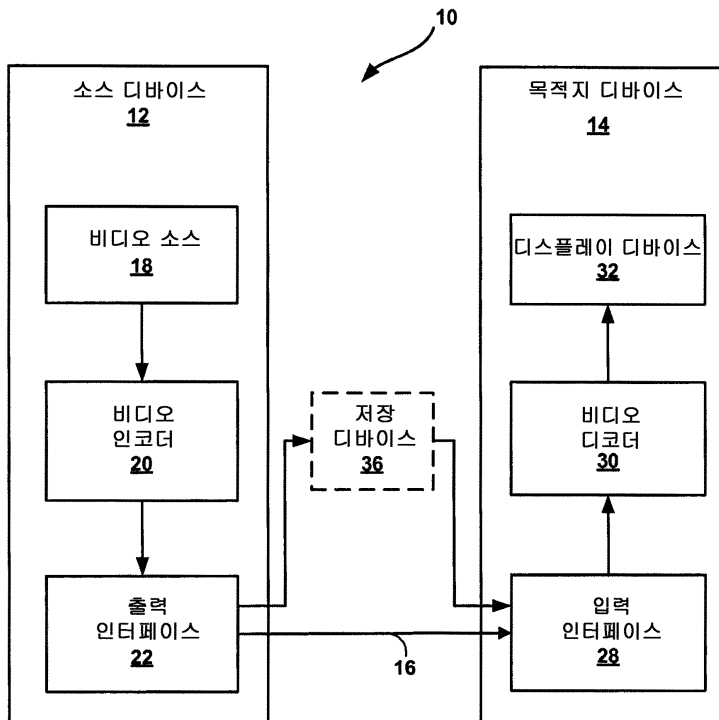 10
소스 디바이스
12
비디오 소스
18
비디오
인코더
20
출력
인터페이스
22
저장
디바이스
36
16
목적지 디바이스
14
디스플레이 디바이스
32
비디오
디코더
30
입력
인터페이스
28